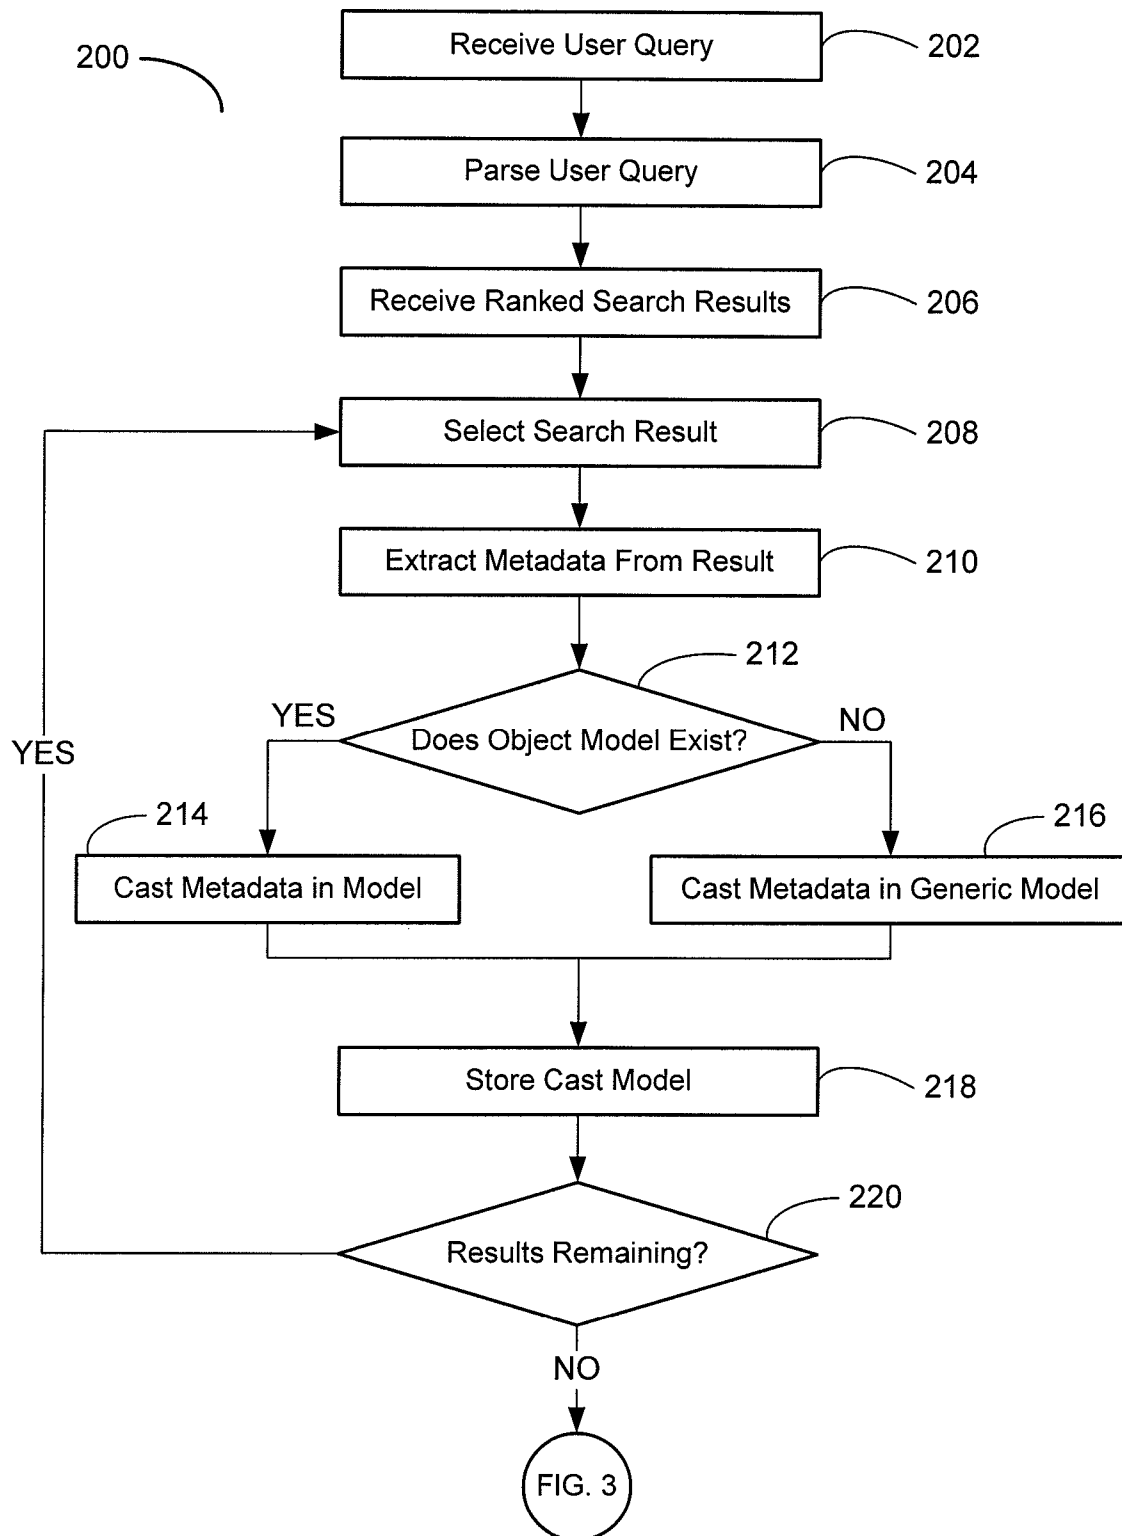 200
Receive User Query
202
Parse User Query
204
Receive Ranked Search Results
206
Select Search Result
208
Extract Metadata From Result
210
212
YES
Does Object Model Exist?
NO
YES
214
Cast Metadata in Model
216
Cast Metadata in Generic Model
Store Cast Model
218
220
Results Remaining?
NO
FIG. 3